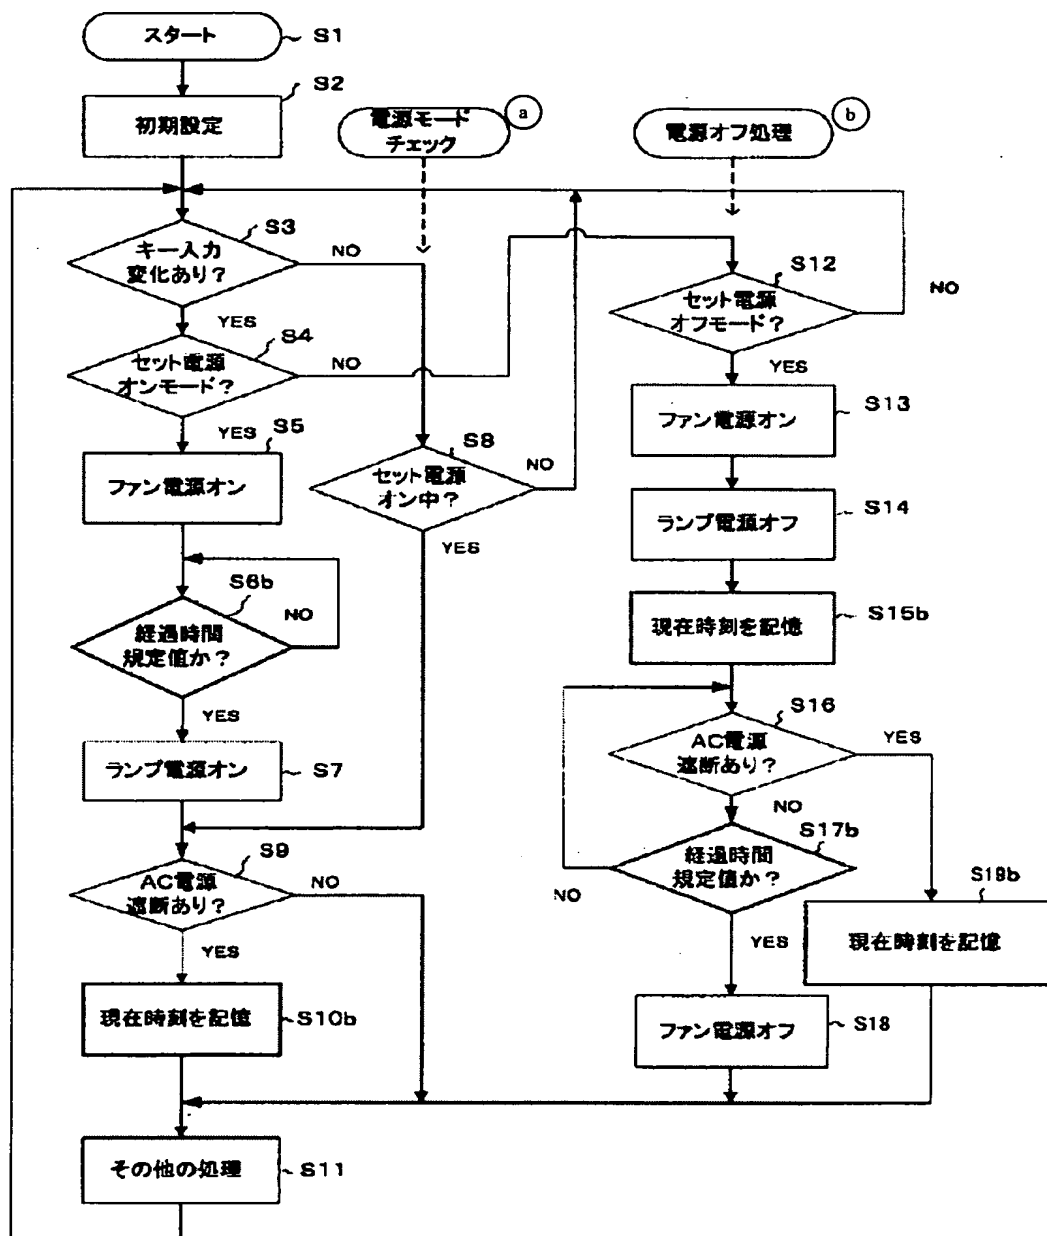 スタート
S1
S2
初期設定
電源モード
チェック
a
電源オフ処理
b
S3
キー入力
変化あり?
NO
YES
S4
セット電源
オンモード?
NO
YES
S5
ファン電源オン
S6b
経過時間
規定値か?
NO
YES
ランプ電源オン
S7
S8
セット電源
オン中?
NO
YES
S9
AC電源
遮断あり?
NO
YES
現在時刻を記憶
S10b
その他の処理
S11
S12
セット電源
オフモード?
NO
YES
ファン電源オン
S13
ランプ電源オフ
S14
現在時刻を記憶
S15b
S16
AC電源
遮断あり?
YES
NO
S17b
経過時間
規定値か?
NO
YES
S19b
現在時刻を記憶
ファン電源オフ
S18